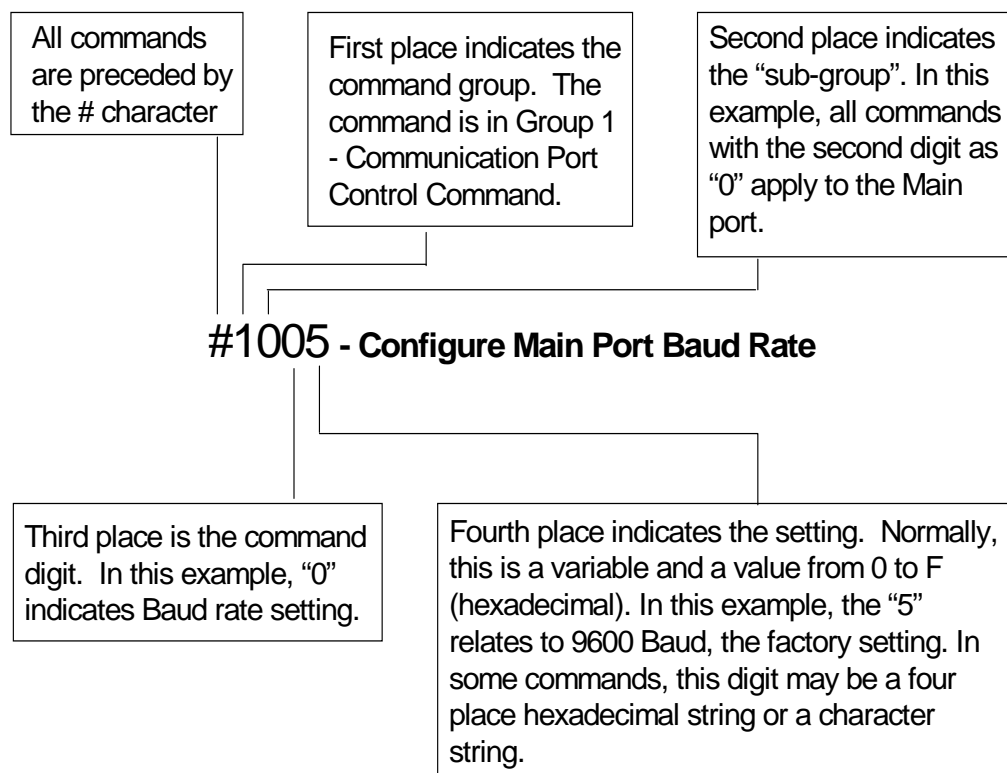 All commands
are preceded by
the # character
First place indicates the
command group.  The
command is in Group 1
- Communication Port
Control Command.
Second place indicates
the “sub-group”. In this
example, all commands
with the second digit as
“0” apply to the Main
port.
#1005 - Configure Main Port Baud Rate
Third place is the command
digit.  In this example, “0”
indicates Baud rate setting.
Fourth place indicates the setting.  Normally,
this is a variable and a value from 0 to F
(hexadecimal). In this example, the “5”
relates to 9600 Baud, the factory setting. In
some commands, this digit may be a four
place hexadecimal string or a character
string.